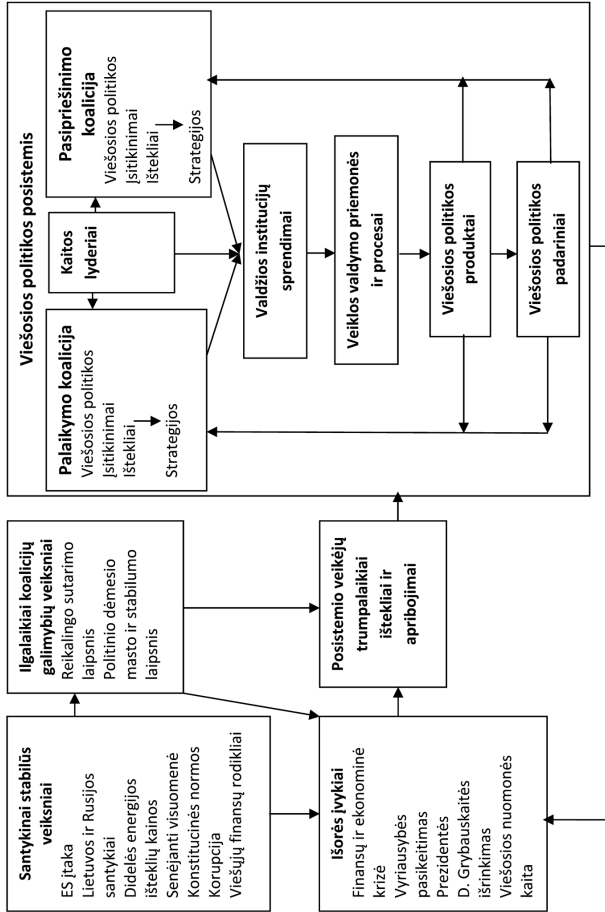 Santykinai stabilūs
veiksniai
ES įtaka
Lietuvos ir Rusijos
santykiai
Didelės energijos
išteklių kainos
Senėjanti visuomenė
Konstitucinės normos
Korupcija
Viešųjų finansų rodikliai
Ilgalaikiai koalicijų
galimybių veiksniai
Reikalingo sutarimo
laipsnis
Politinio dėmesio
masto ir stabilumo
laipsnis
Išorės įvykiai
Finansų ir ekonominė
krizė
Vyriausybės
pasikeitimas
Prezidentės
D. Grybauskaitės
išrinkimas
Viešosios nuomonės
kaita
Posistemio veikėjų
trumpalaikiai
ištekliai ir
apribojimai
Viešosios politikos posistemis
Palaikymo koalicija
Viešosios politikos
Įsitikinimai
Ištekliai
Strategijos
Kaitos
lyderiai
Pasipriešinimo
koalicija
Viešosios politikos
Įsitikinimai
Ištekliai
Strategijos
Valdžios institucijų
sprendimai
Veiklos valdymo priemonės
ir procesai
Viešosios politikos
produktai
Viešosios politikos
padariniai